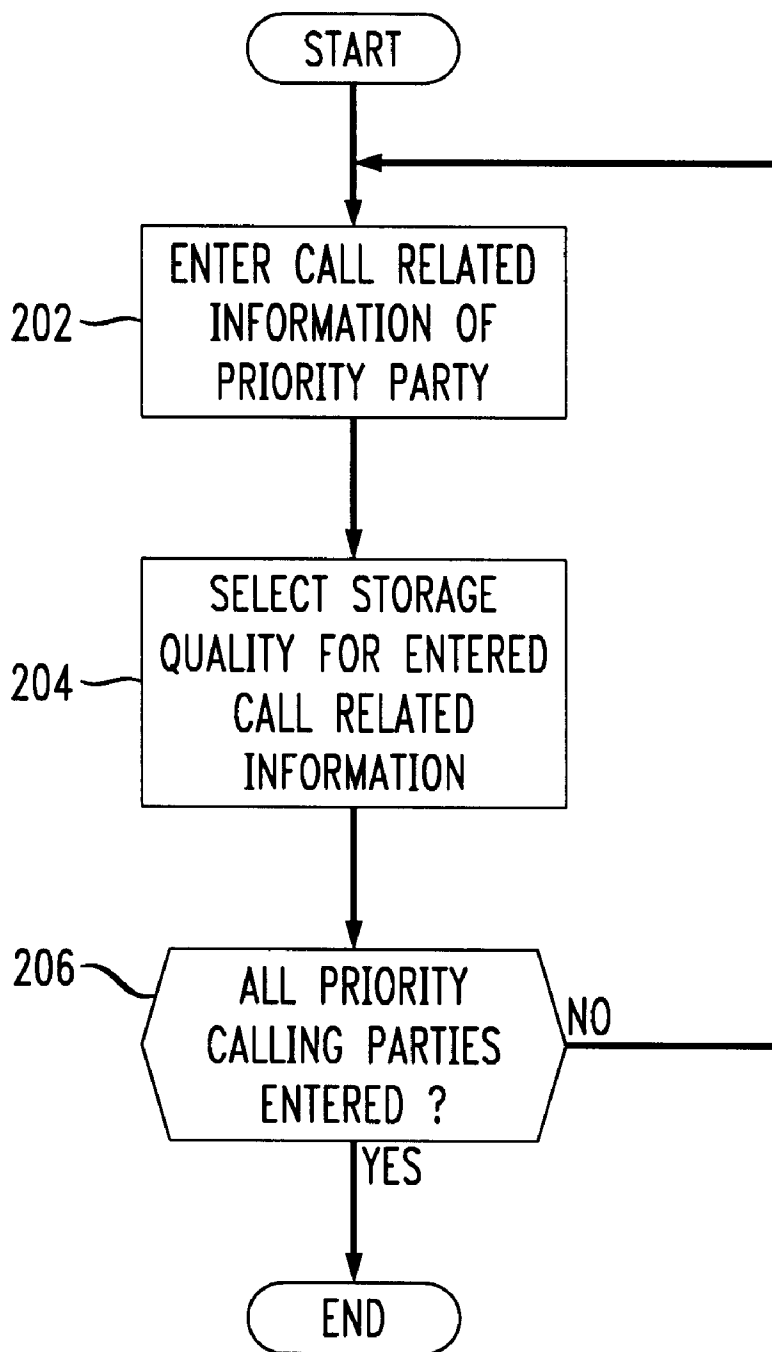 START
202
ENTER CALL RELATED
INFORMATION OF
PRIORITY PARTY
204
SELECT STORAGE
QUALITY FOR ENTERED
CALL RELATED
INFORMATION
206
ALL PRIORITY
CALLING PARTIES
ENTERED ?
NO
YES
END